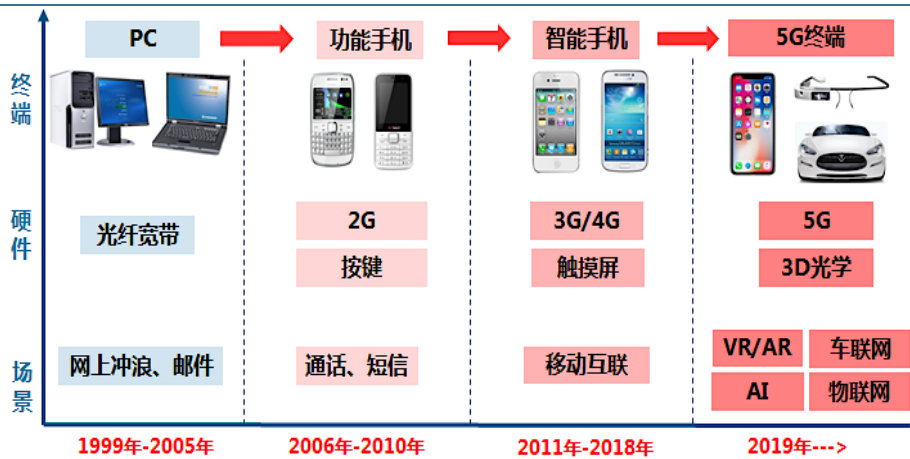 PC
功能手机
智能手机
5G终端
终端
硬件
光纤宽带
2G
3G/4G
5G
按键
触摸屏
3D光学
场景
网上冲浪、邮件
通话、短信
移动互联
VR/AR
车联网
AI
物联网
1999年-2005年
2006年-2010年
2011年-2018年
2019年--->